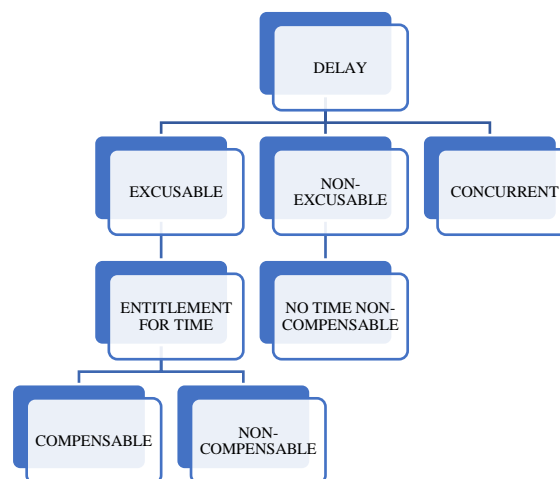 DELAY
EXCUSABLE
NON-
EXCUSABLE
CONCURRENT
ENTITLEMENT
FOR TIME
NO TIME NON-
COMPENSABLE
COMPENSABLE
NON-
COMPENSABLE